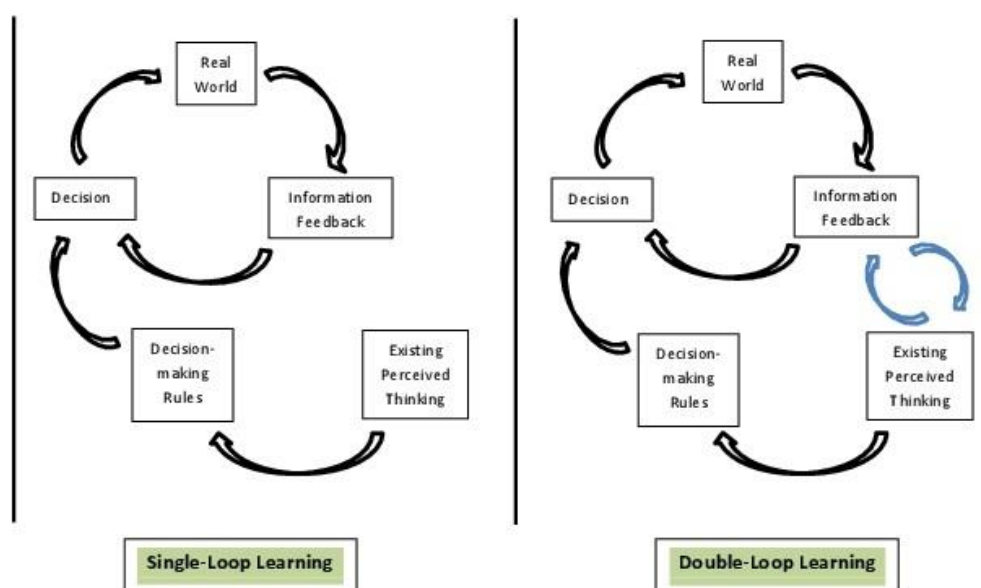 Real
World
Decision
Information
Feedback
Decision-
making
Rules
Existing
Perceived
Thinking
Single-Loop Learning
Real
World
Decision
Information
Feedback
Decision-
making
Rules
Existing
Perceived
Thinking
Double-Loop Learning